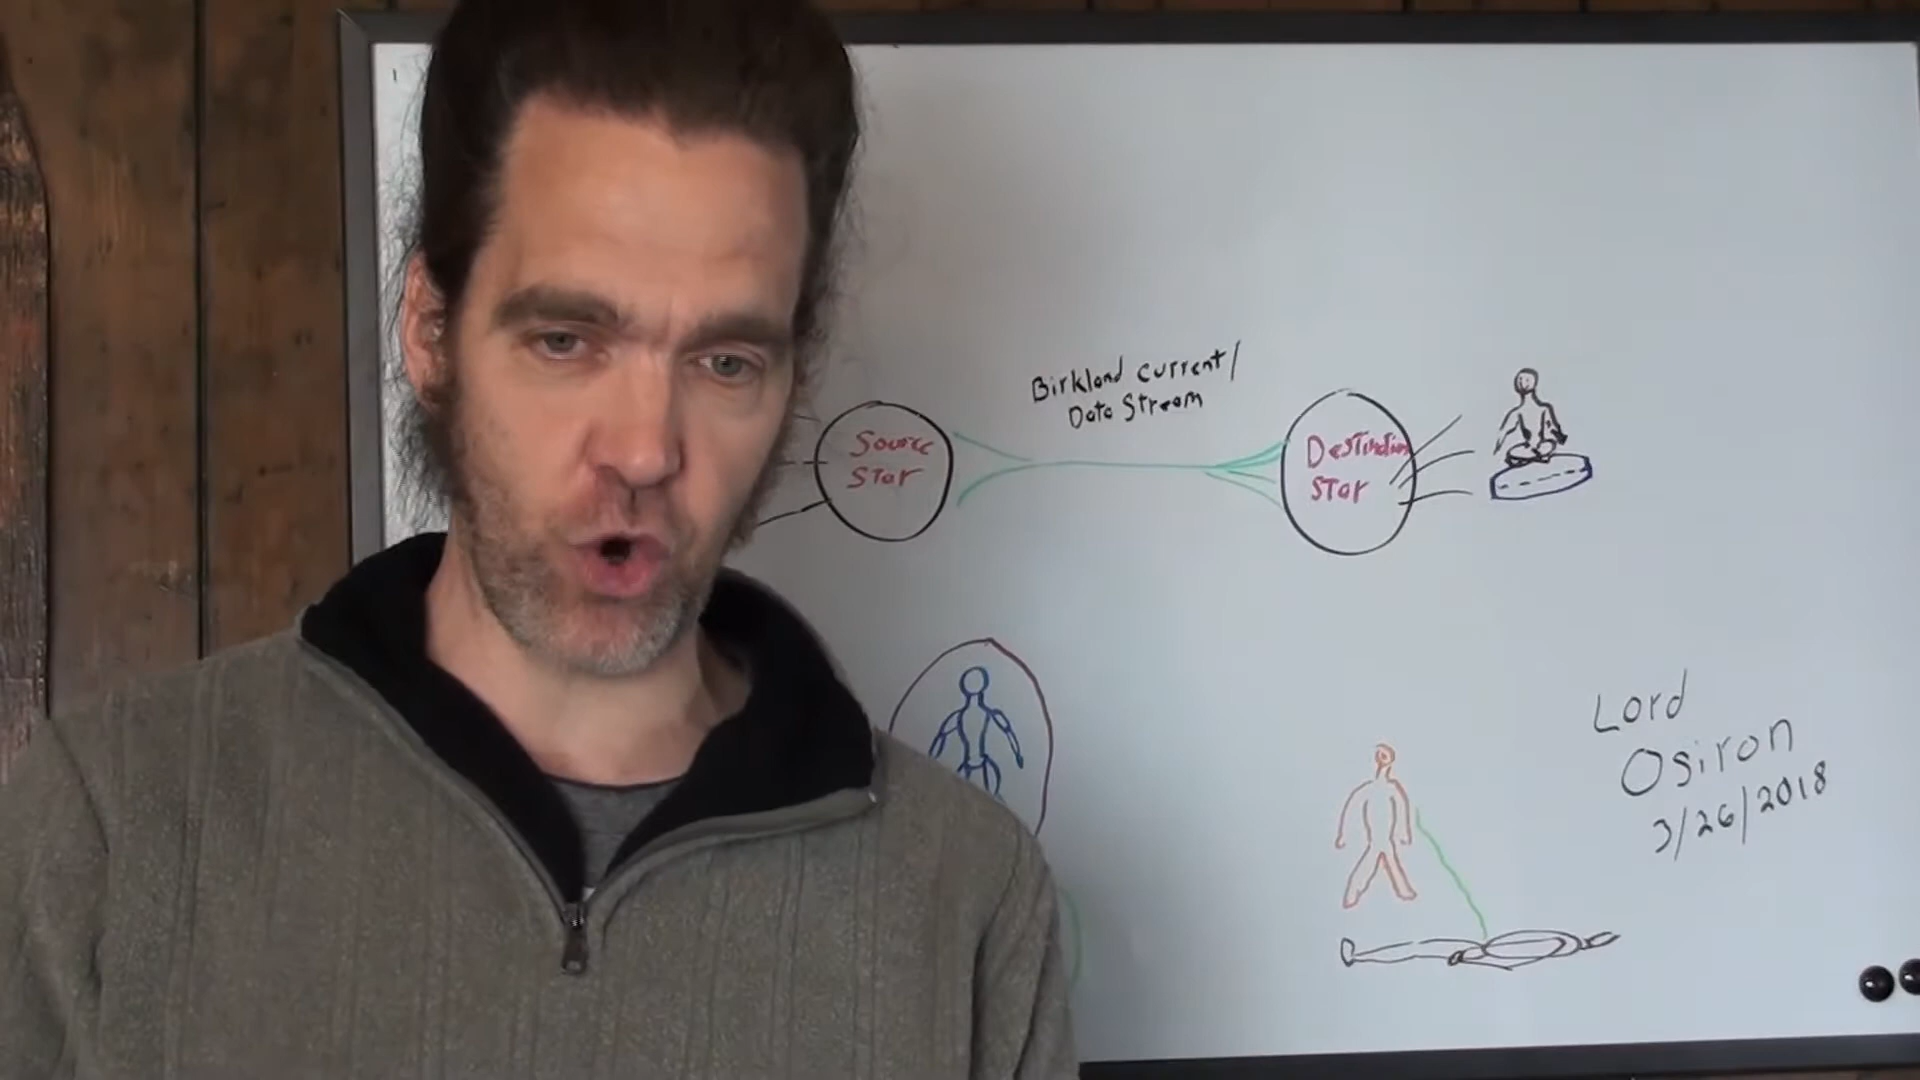 Birkland current/
Data Stream
Source
Star
Destination
Star
Lord
Osiron
3/26/2018